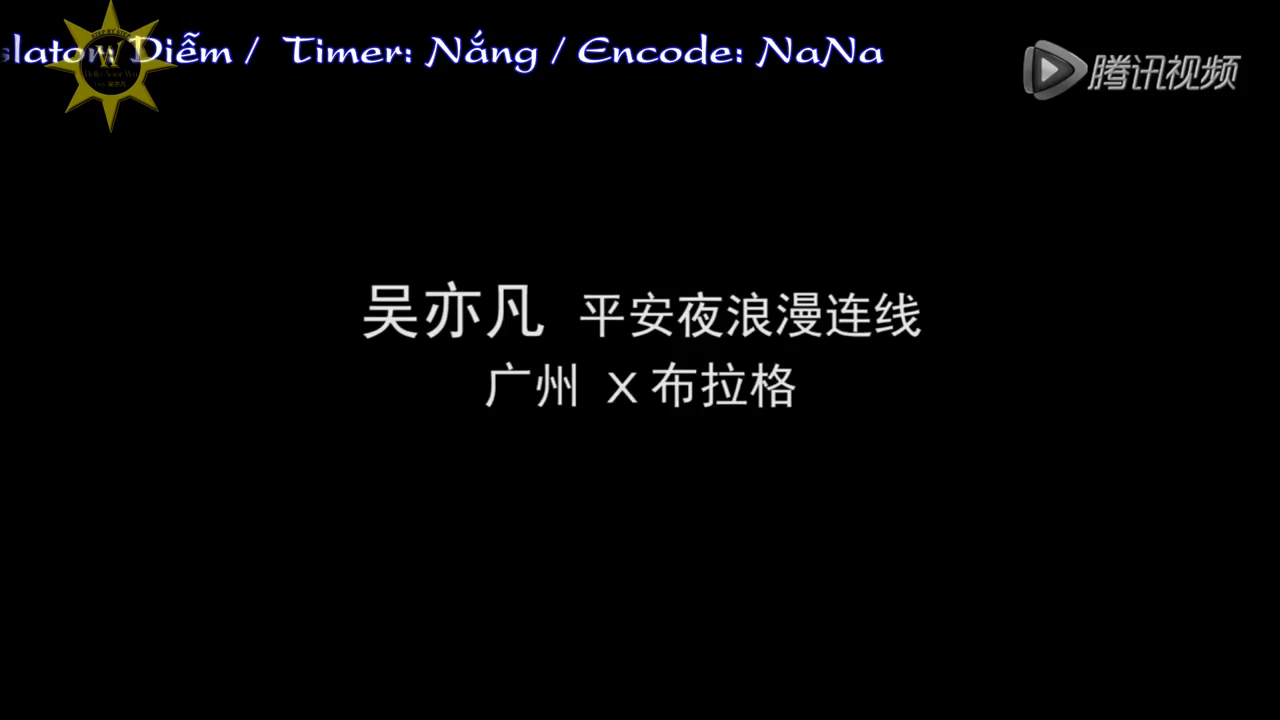 Diễm / Timer: Nắng / Encode: NaNa
腾讯视频
吴亦凡 平安夜浪漫连线
广州 X 布拉格